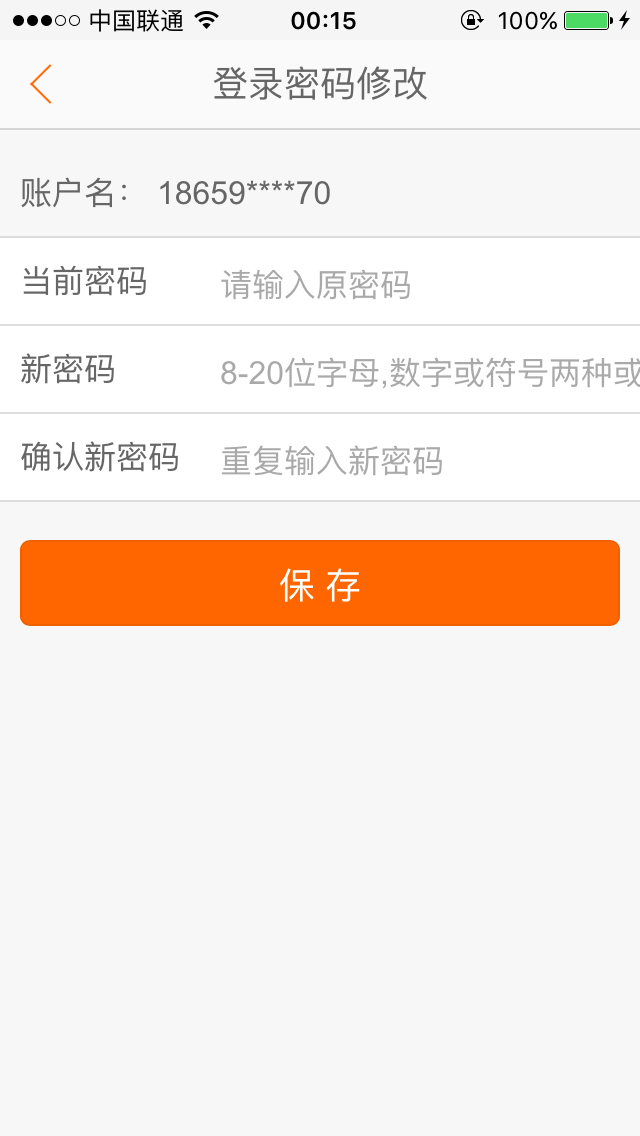 中国联通 00:15 100%
登录密码修改
账户名： 18659****70
当前密码 请输入原密码
新密码 8-20位字母,数字或符号两种或
确认新密码 重复输入新密码
保 存